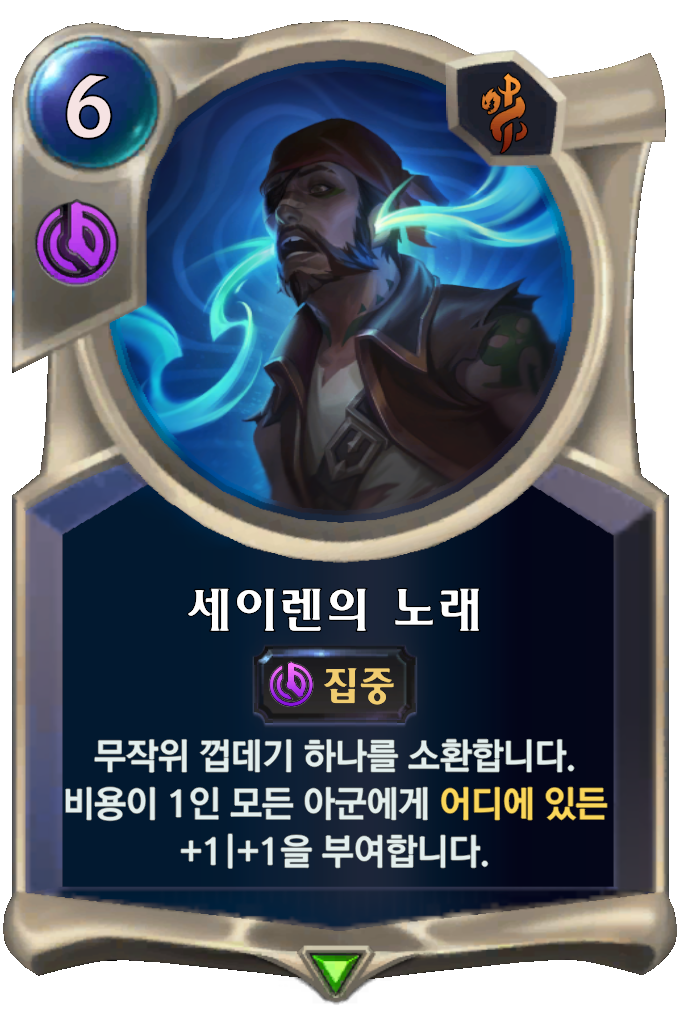 6
세이렌의 노래
집중
무작위 껍데기 하나를 소환합니다.
비용이 1인 모든 아군에게 어디에 있든
+1|+1을 부여합니다.